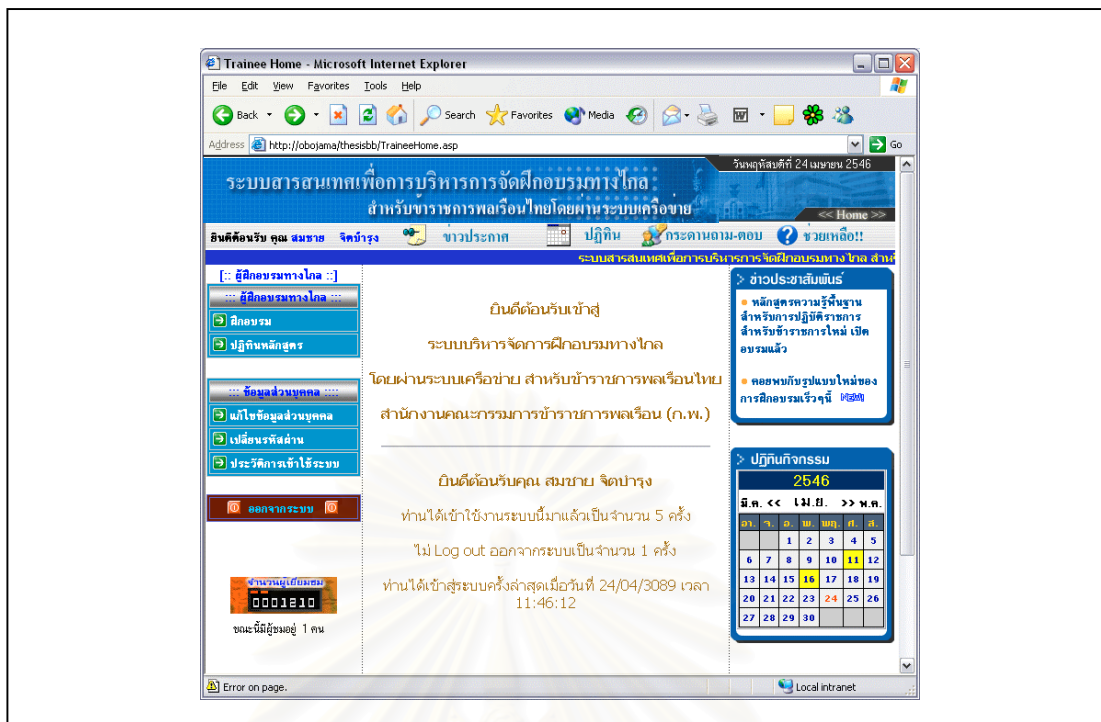 Trainee Home - Microsoft Internet Explorer
File Edit View Favorites Tools Help
Back Search Favorites Media
Address http://obojama/thesisbb/TraineeHome.asp Go
วันพฤหัสบดีที่ 24 เมษายน 2546
ระบบสารสนเทศเพื่อการบริหารการจัดฝึกอบรมทางไกล
สำหรับข้าราชการพลเรือนไทยโดยผ่านระบบเครือข่าย
<< Home >>
ยินดีต้อนรับ คุณ สมชาย จิตบำรุง ข่าวประกาศ ปฏิทิน กระดานถาม-ตอบ ช่วยเหลือ!!
ระบบสารสนเทศเพื่อการบริหารการจัดฝึกอบรมทางไกล สำห
[:: ผู้ฝึกอบรมทางไกล ::]
::: ผู้ฝึกอบรมทางไกล :::
ฝึกอบรม
ปฏิทินหลักสูตร
::: ข้อมูลส่วนบุคคล ::::
แก้ไขข้อมูลส่วนบุคคล
เปลี่ยนรหัสผ่าน
ประวัติการเข้าใช้ระบบ
ออกจากระบบ
จำนวนผู้เยี่ยมชม
0001210
ขณะนี้มีผู้ชมอยู่ 1 คน
ยินดีต้อนรับเข้าสู่
ระบบบริหารจัดการฝึกอบรมทางไกล
โดยผ่านระบบเครือข่าย สำหรับข้าราชการพลเรือนไทย
สำนักงานคณะกรรมการข้าราชการพลเรือน (ก.พ.)
ยินดีต้อนรับคุณ สมชาย จิตบำรุง
ท่านได้เข้าใช้งานระบบนี้มาแล้วเป็นจำนวน 5 ครั้ง
ไม่ Log out ออกจากระบบเป็นจำนวน 1 ครั้ง
ท่านได้เข้าสู่ระบบครั้งล่าสุดเมื่อวันที่ 24/04/3089 เวลา
11:46:12
ข่าวประชาสัมพันธ์
หลักสูตรความรู้พื้นฐาน
สำหรับการปฏิบัติราชการ
สำหรับข้าราชการใหม่ เปิด
อบรมแล้ว
คอยพบกับรูปแบบใหม่ของ
การฝึกอบรมเร็วๆนี้ NEW
ปฏิทินกิจกรรม
2546
มี.ค. << เม.ย. >> พ.ค.
อา. จ. อ. พ. พฤ. ศ. ส.
1 2 3 4 5
6 7 8 9 10 11 12
13 14 15 16 17 18 19
20 21 22 23 24 25 26
27 28 29 30
Error on page. Local intranet